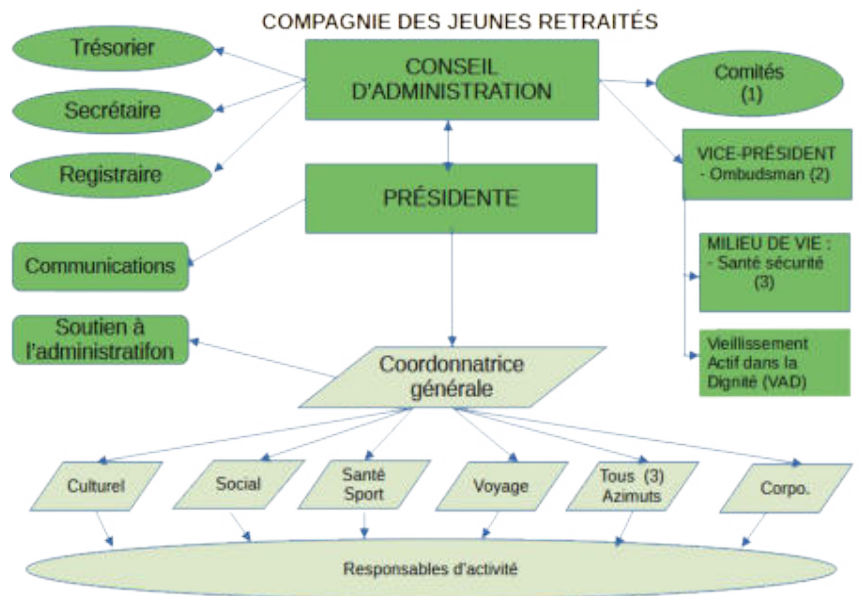 COMPAGNIE DES JEUNES RETRAITÉS
Trésorier
CONSEIL
D'ADMINISTRATION
Comités
(1)
Secrétaire
VICE-PRÉSIDENT
- Ombudsman (2)
Registraire
PRÉSIDENTE
MILIEU DE VIE :
- Santé sécurité
(3)
Communications
Soutien à
l'administratifon
Vieillissement
Actif dans la
Dignité (VAD)
Coordonnatrice
générale
Culturel
Social
Santé
Sport
Voyage
Tous (3)
Azimuts
Corpo.
Responsables d'activité